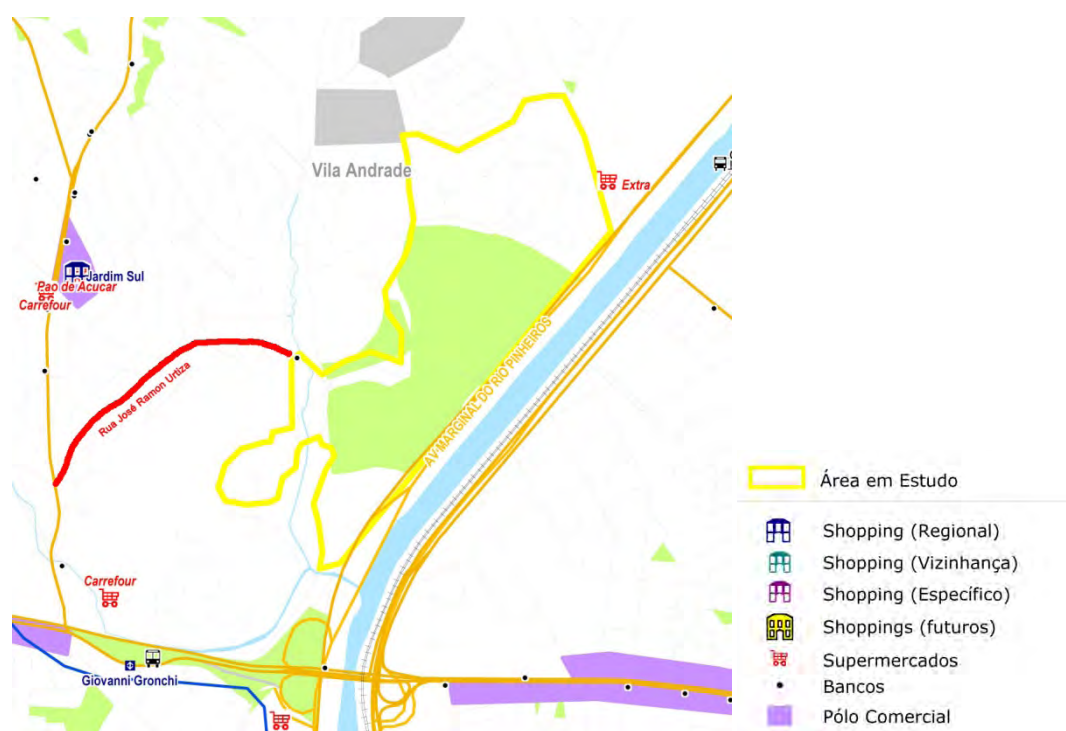 Vila Andrade
Extra
Jardim Sul
Pao de Acucar
Carrefour
Rua José Ramon Urtiza
AV MARGINAL DO RIO PINHEIROS
Carrefour
Giovanni Gronchi
Área em Estudo
Shopping (Regional)
Shopping (Vizinhança)
Shopping (Específico)
Shoppings (futuros)
Supermercados
Bancos
Pólo Comercial